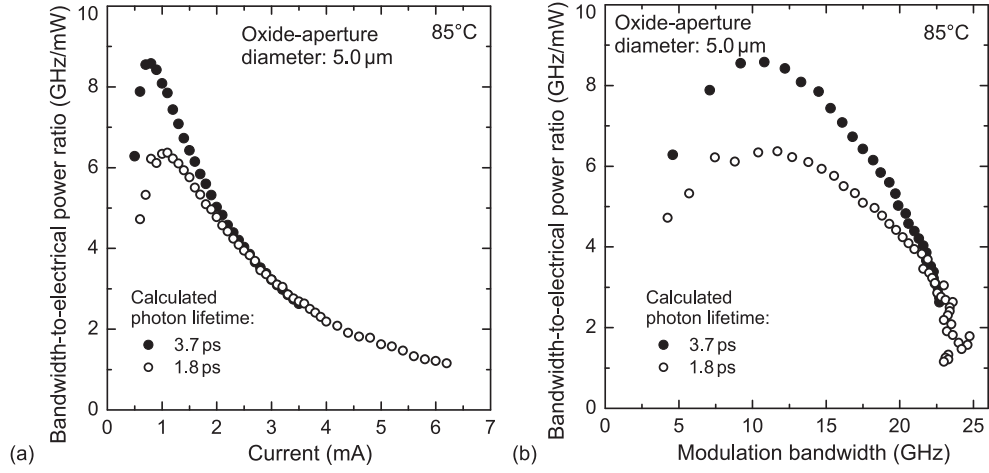 Bandwidth-to-electrical power ratio (GHz/mW)
10
8
6
4
2
0
Oxide-aperture
diameter: 5.0 µm
85°C
Calculated
photon lifetime:
3.7 ps
1.8 ps
0 1 2 3 4 5 6 7
(a)
Current (mA)
Bandwidth-to-electrical power ratio (GHz/mW)
10
8
6
4
2
0
Oxide-aperture
diameter: 5.0 µm
85°C
Calculated
photon lifetime:
3.7 ps
1.8 ps
0 5 10 15 20 25
(b)
Modulation bandwidth (GHz)